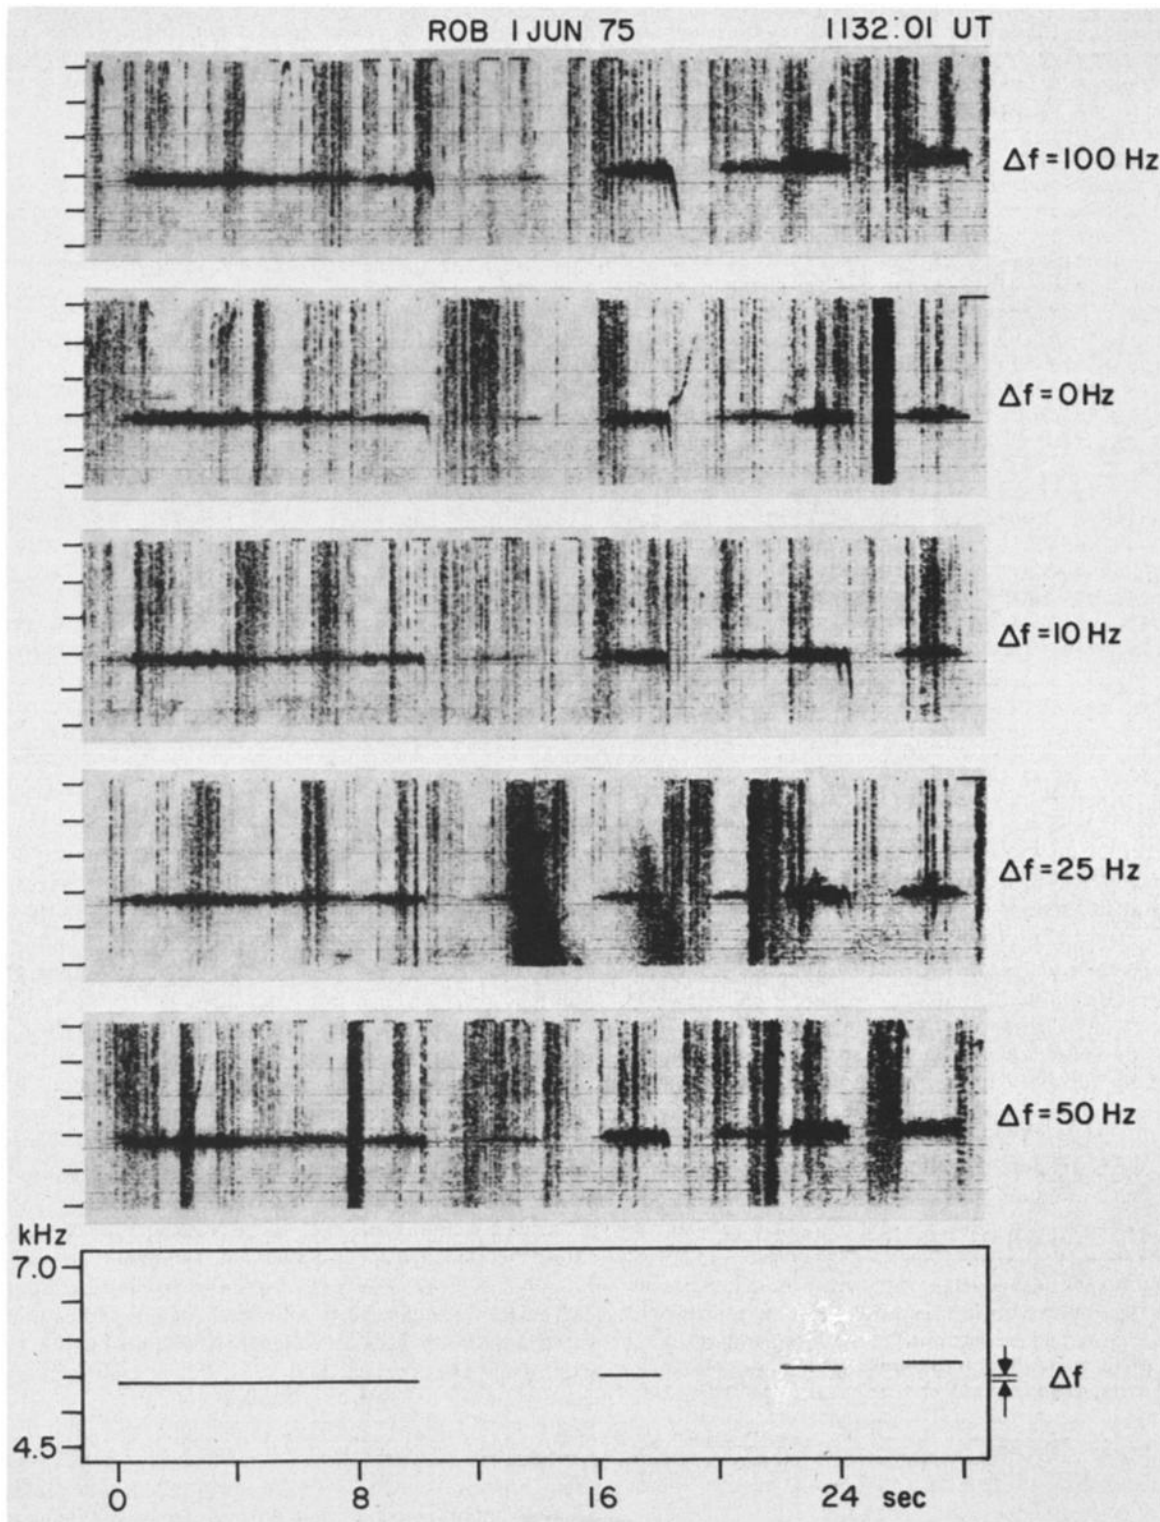 ROB 1 JUN 75 1132:01 UT
Δf = 100 Hz
Δf = 0 Hz
Δf = 10 Hz
Δf = 25 Hz
Δf = 50 Hz
kHz
7.0
Δf
4.5
0 8 16 24 sec